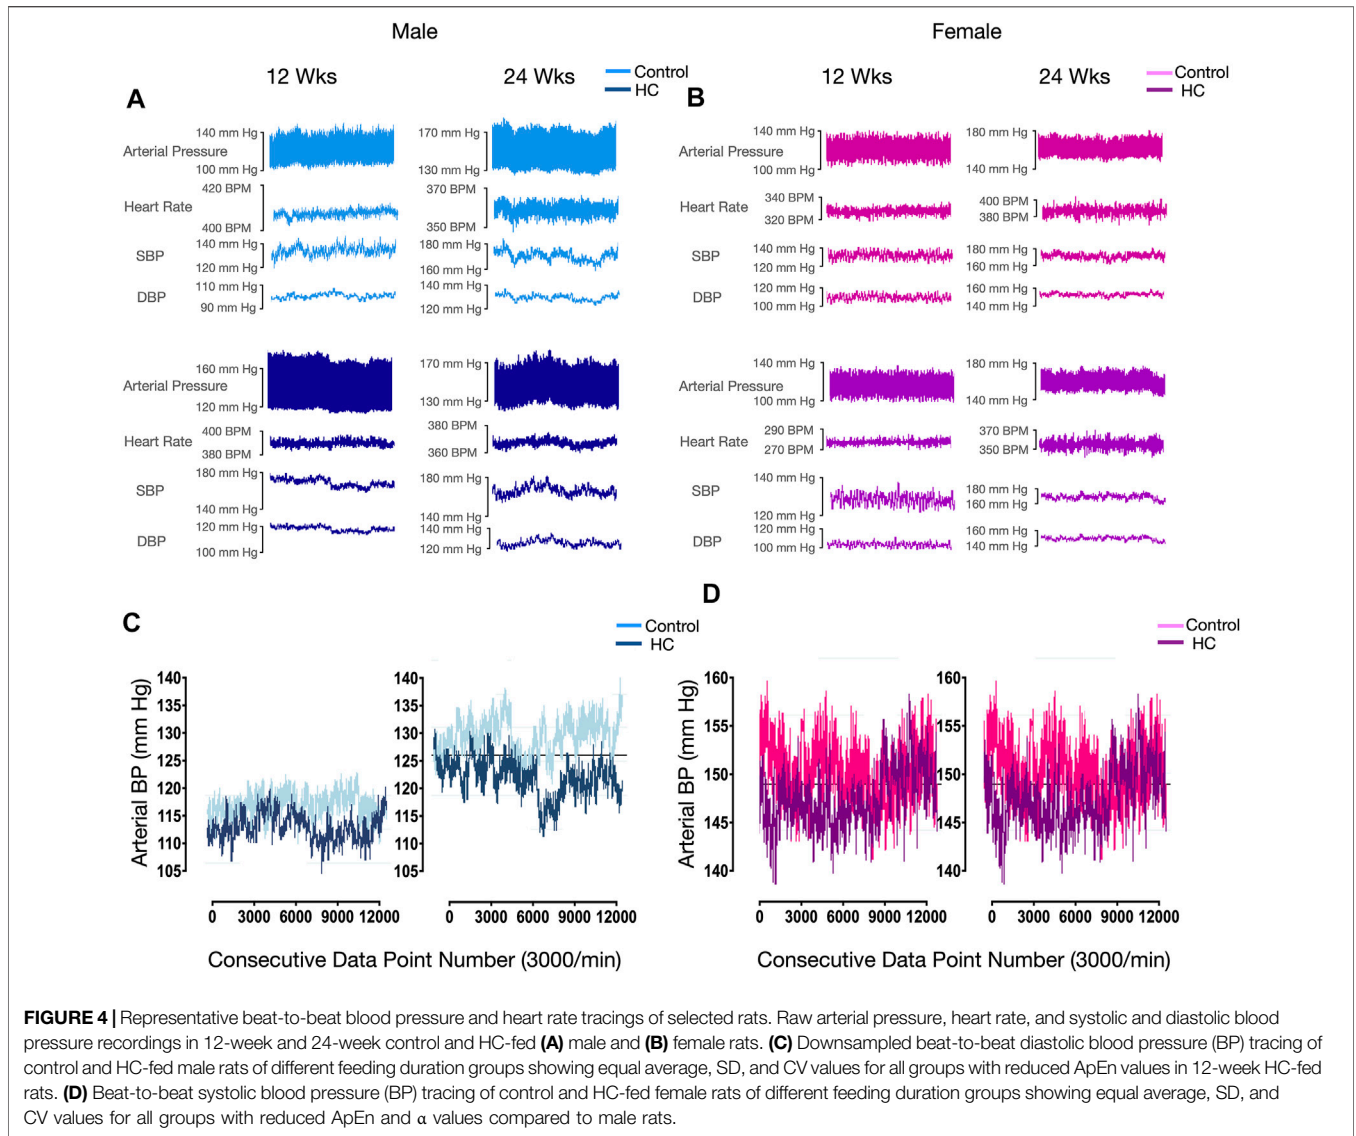 Male
Female
12 Wks
24 Wks
Control
HC
12 Wks
24 Wks
Control
HC
A
B
140 mm Hg
Arterial Pressure
100 mm Hg
170 mm Hg
130 mm Hg
140 mm Hg
Arterial Pressure
100 mm Hg
180 mm Hg
140 mm Hg
420 BPM
Heart Rate
400 BPM
370 BPM
350 BPM
340 BPM
Heart Rate
320 BPM
400 BPM
380 BPM
140 mm Hg
SBP
120 mm Hg
180 mm Hg
160 mm Hg
140 mm Hg
SBP
120 mm Hg
180 mm Hg
160 mm Hg
110 mm Hg
DBP
90 mm Hg
140 mm Hg
120 mm Hg
120 mm Hg
DBP
100 mm Hg
160 mm Hg
140 mm Hg
160 mm Hg
Arterial Pressure
120 mm Hg
170 mm Hg
130 mm Hg
140 mm Hg
Arterial Pressure
100 mm Hg
180 mm Hg
140 mm Hg
400 BPM
Heart Rate
380 BPM
380 BPM
360 BPM
290 BPM
Heart Rate
270 BPM
370 BPM
350 BPM
180 mm Hg
SBP
140 mm Hg
180 mm Hg
140 mm Hg
140 mm Hg
SBP
120 mm Hg
180 mm Hg
160 mm Hg
120 mm Hg
DBP
100 mm Hg
140 mm Hg
120 mm Hg
120 mm Hg
DBP
100 mm Hg
160 mm Hg
140 mm Hg
C
Control
HC
Arterial BP (mm Hg)
140
135
130
125
120
115
110
105
0 3000 6000 9000 12000
140
135
130
125
120
115
110
105
0 3000 6000 9000 12000
Consecutive Data Point Number (3000/min)
D
Control
HC
Arterial BP (mm Hg)
160
155
150
145
140
0 3000 6000 9000 12000
160
155
150
145
140
0 3000 6000 9000 12000
Consecutive Data Point Number (3000/min)
FIGURE 4 | Representative beat-to-beat blood pressure and heart rate tracings of selected rats. Raw arterial pressure, heart rate, and systolic and diastolic blood
pressure recordings in 12-week and 24-week control and HC-fed (A) male and (B) female rats. (C) Downsampled beat-to-beat diastolic blood pressure (BP) tracing of
control and HC-fed male rats of different feeding duration groups showing equal average, SD, and CV values for all groups with reduced ApEn values in 12-week HC-fed
rats. (D) Beat-to-beat systolic blood pressure (BP) tracing of control and HC-fed female rats of different feeding duration groups showing equal average, SD, and
CV values for all groups with reduced ApEn and α values compared to male rats.